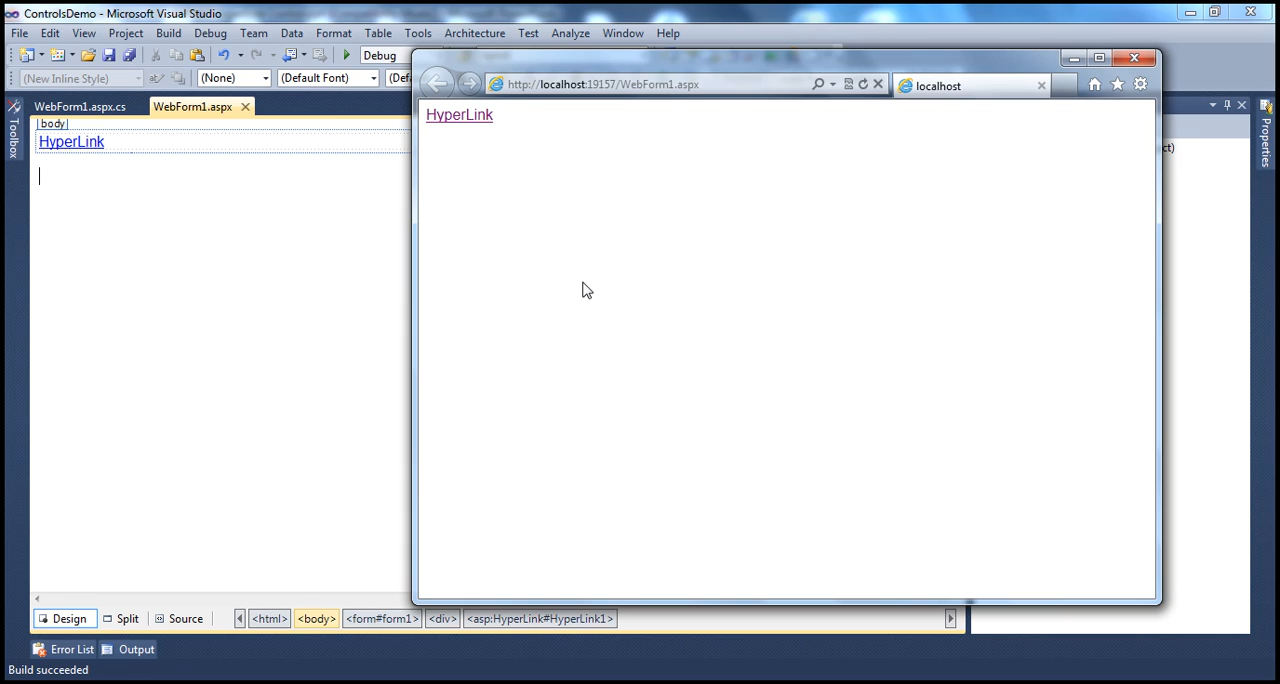 ControlsDemo - Microsoft Visual Studio
File Edit View Project Build Debug Team Data Format Table Tools Architecture Test Analyze Window Help
Debug
(New Inline Style) (None) (Default Font) (Defa
http://localhost:19157/WebForm1.aspx localhost
WebForm1.aspx.cs WebForm1.aspx
body
HyperLink
HyperLink
ct)
Toolbox
Properties
Design Split Source <html> <body> <form#form1> <div> <asp:HyperLink#HyperLink1>
Error List Output
Build succeeded